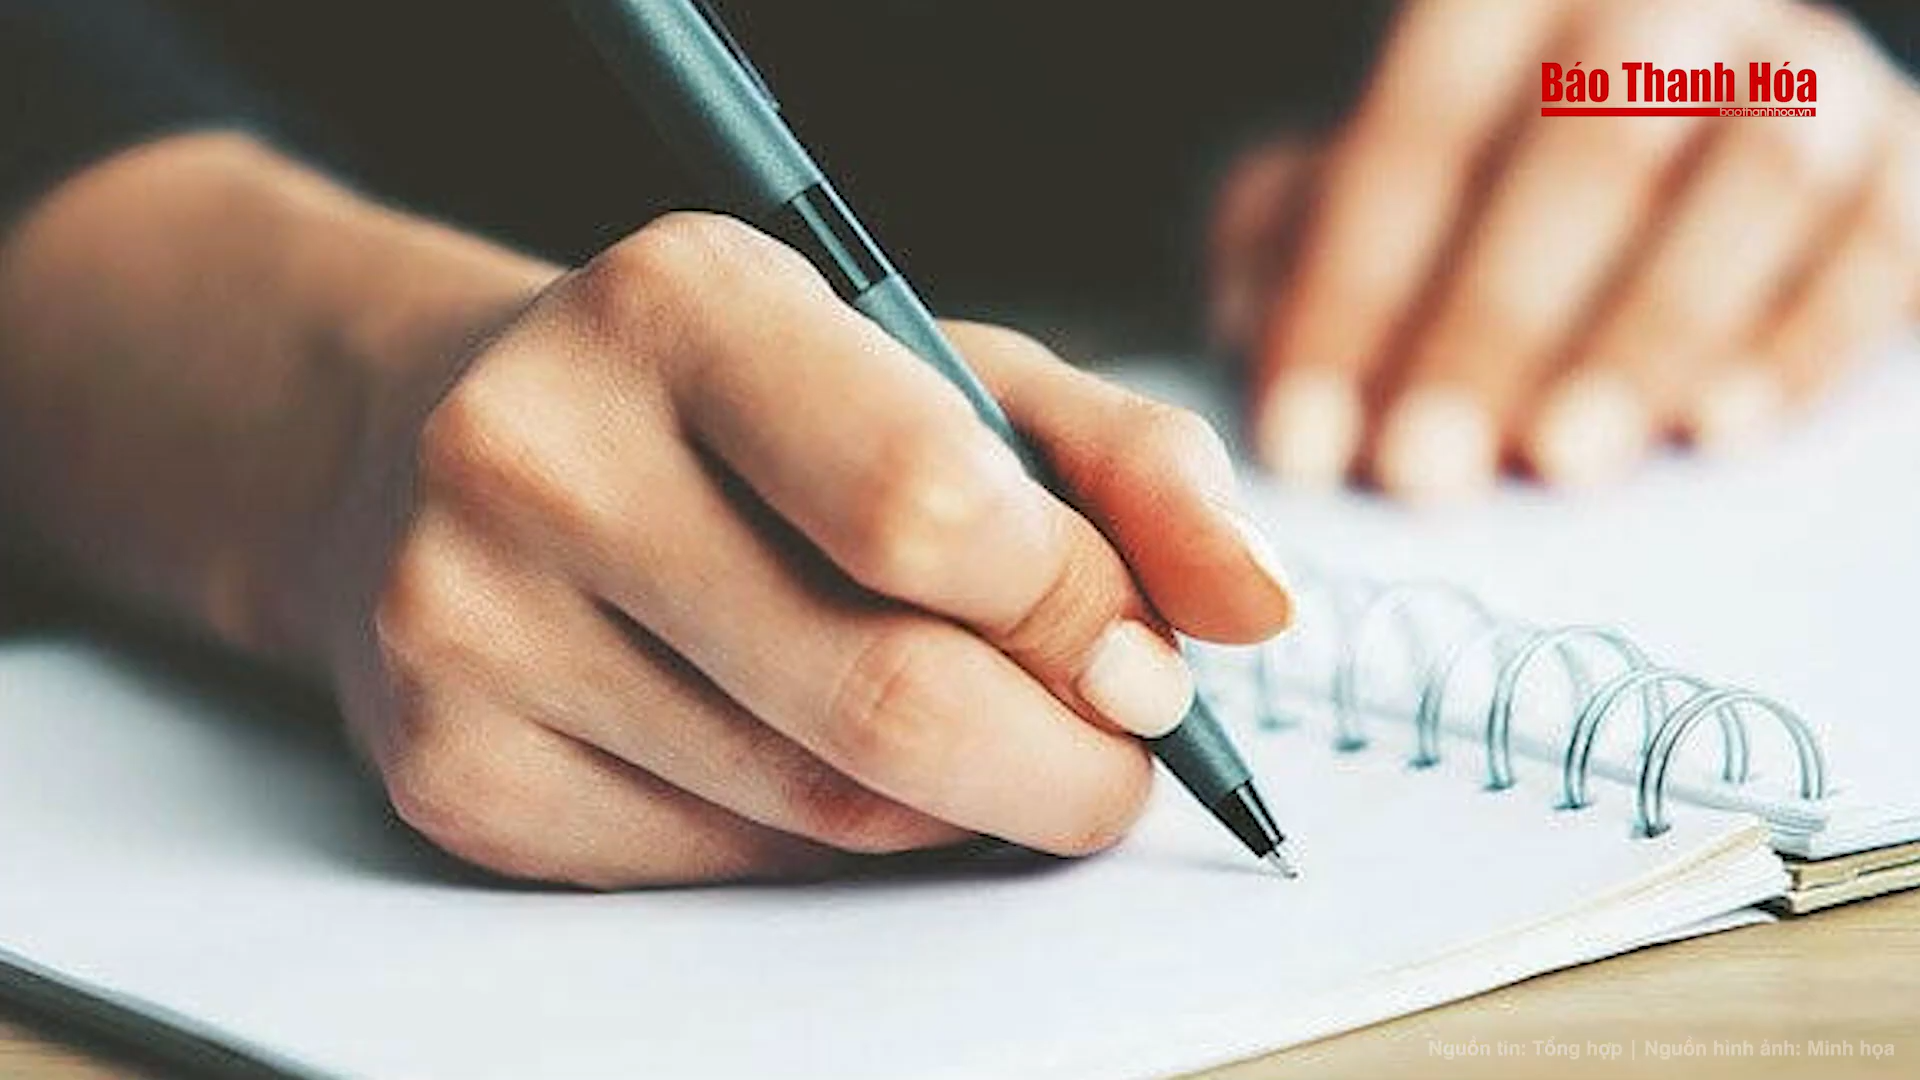 Báo Thanh Hóa
baothanhhoa.vn
Nguồn tin: Tổng hợp | Nguồn hình ảnh: Minh họa